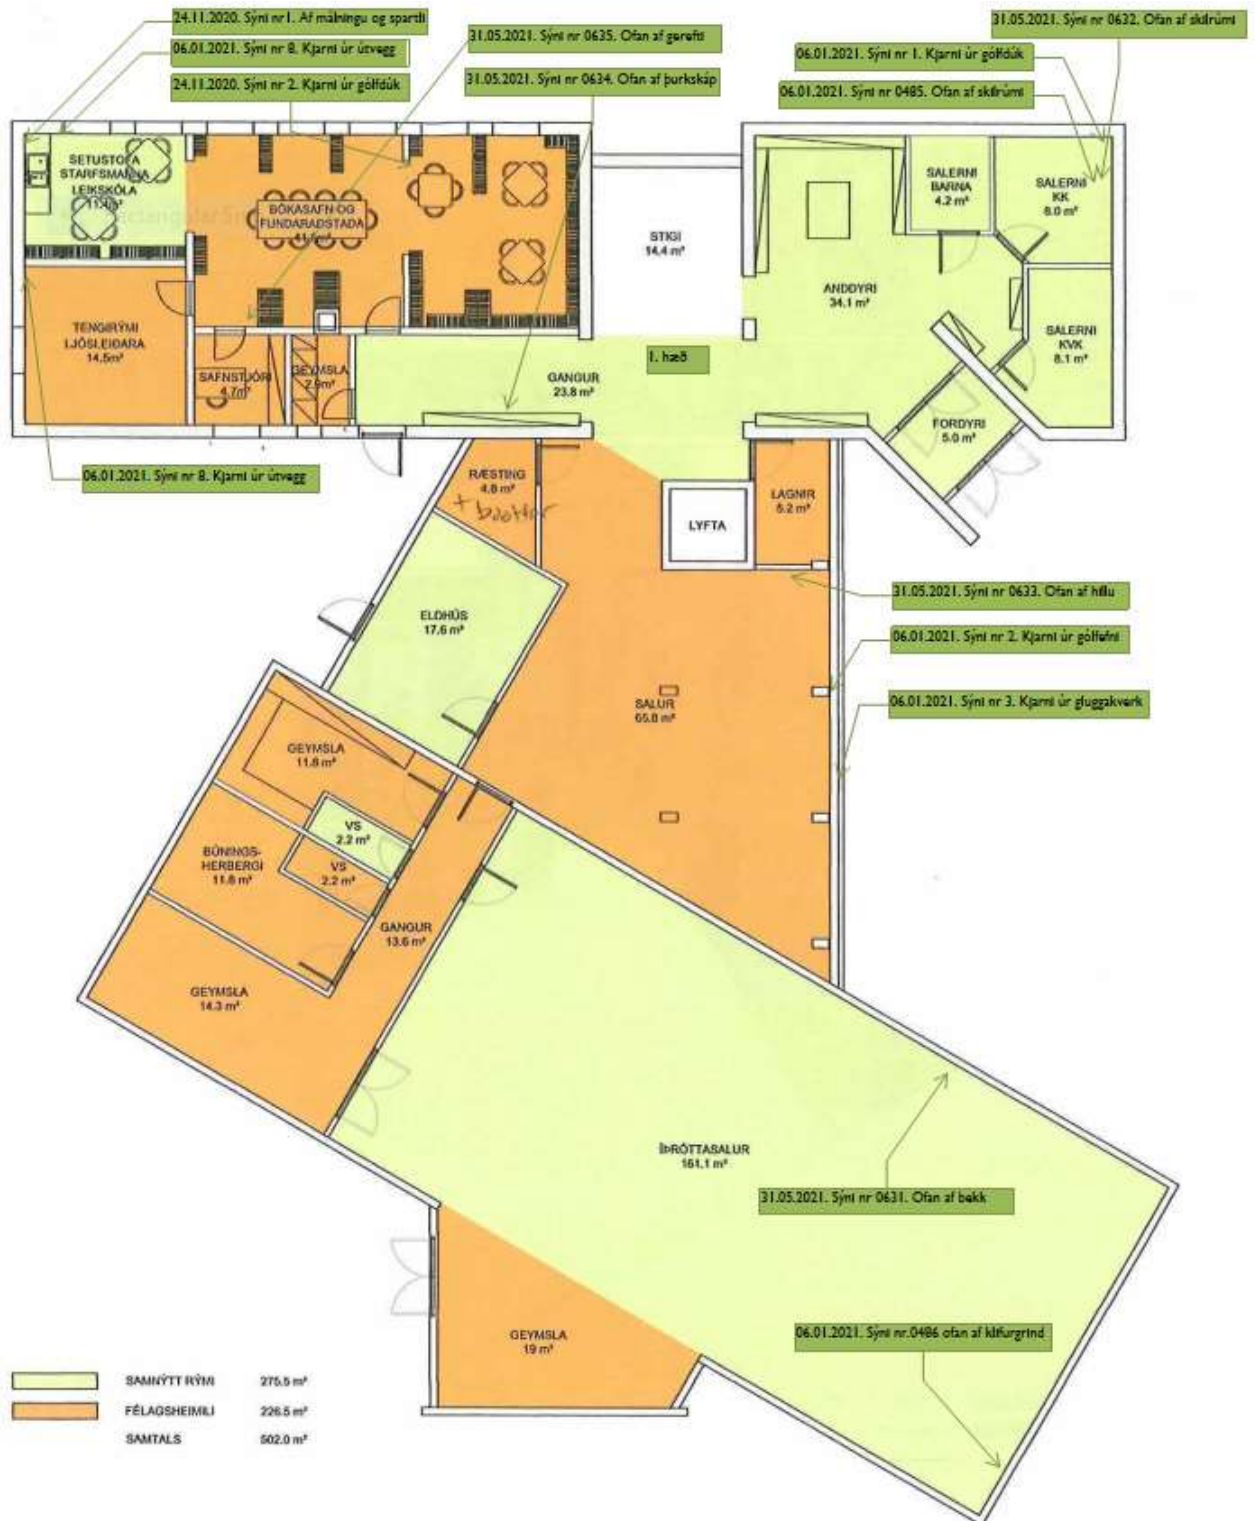 24.11.2020. Sýni nr1. Af málningu og spartli
06.01.2021. Sýni nr 8. Kjarni úr útvegg
24.11.2020. Sýni nr 2. Kjarni úr gólfdúk
31.05.2021. Sýni nr 0635. Ofan af gerefti
31.05.2021. Sýni nr 0634. Ofan af þurkskáp
31.05.2021. Sýni nr 0632. Ofan af skilrúmi
06.01.2021. Sýni nr 1. Kjarni úr gólfdúk
06.01.2021. Sýni nr 0485. Ofan af skilrúmi
SETUSTOFA
STARFSMANNA
LEIKSKÓLA
BÓKASAFN OG
FUNDARAÐSTAÐA
STIGI
14,4 m²
SALERNI
BARNA
4.2 m²
SALERNI
KK
8.0 m²
ANDDYRI
34.1 m²
SALERNI
KVK
8.1 m²
TENGIRÝMI
LJÓSLEIÐARA
14.5m²
SAFNSTJÓRI
4.7m²
GEYMSLA
1. hæð
GANGUR
23.8 m²
FORDYRI
5.0 m²
06.01.2021. Sýni nr 8. Kjarni úr útvegg
RÆSTING
4.8 m²
LYFTA
LAGNIR
5.2 m²
31.05.2021. Sýni nr 0633. Ofan af hillu
ELDHÚS
17.6 m²
06.01.2021. Sýni nr 2. Kjarni úr gólfefni
SALUR
65.8 m²
06.01.2021. Sýni nr 3. Kjarni úr gluggakverk
GEYMSLA
11.8 m²
VS
2.2 m²
BÚNINGS-
HERBERGI
11.8 m²
VS
2.2 m²
GANGUR
13.6 m²
GEYMSLA
14.3 m²
ÍÞRÓTTASALUR
161.1 m²
31.05.2021. Sýni nr 0631. Ofan af bekk
06.01.2021. Sýni nr.0486 ofan af klifurgrind
GEYMSLA
19 m²
SAMNÝTT RÝMI 275.5 m²
FÉLAGSHEIMILI 226.5 m²
SAMTALS 502.0 m²